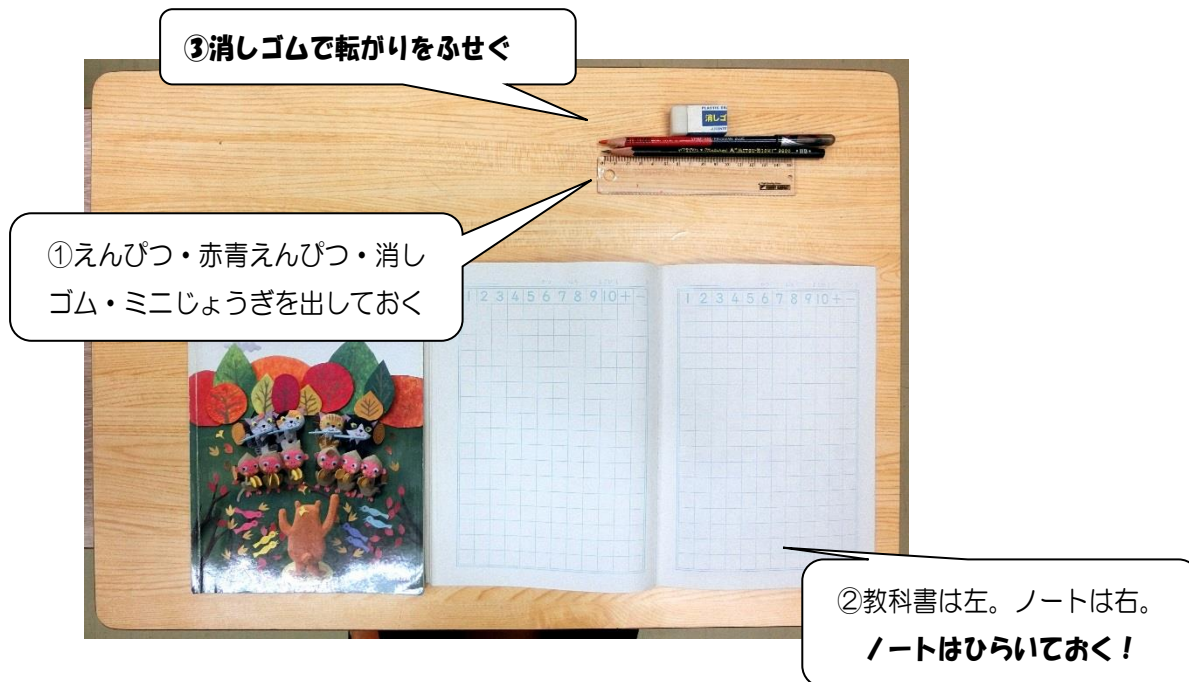 ③消しゴムで転がりをふせぐ
消しゴ
①えんぴつ・赤青えんぴつ・消し
ゴム・ミニじょうぎを出しておく
1 2 3 4 5 6 7 8 9 10 + -
1 2 3 4 5 6 7 8 9 10 + -
②教科書は左。ノートは右。
ノートはひらいておく！